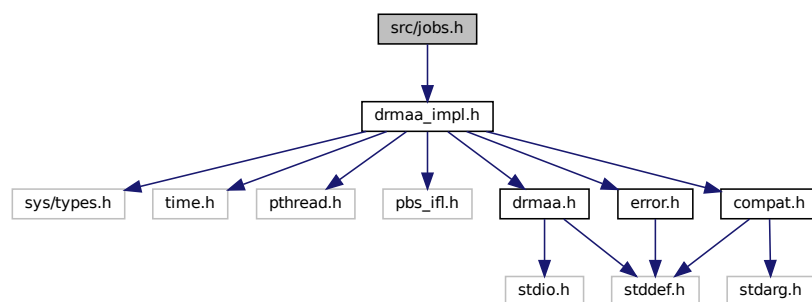 src/jobs.h
drmaa_impl.h
sys/types.h
time.h
pthread.h
pbs_ifl.h
drmaa.h
error.h
compat.h
stdio.h
stddef.h
stdarg.h